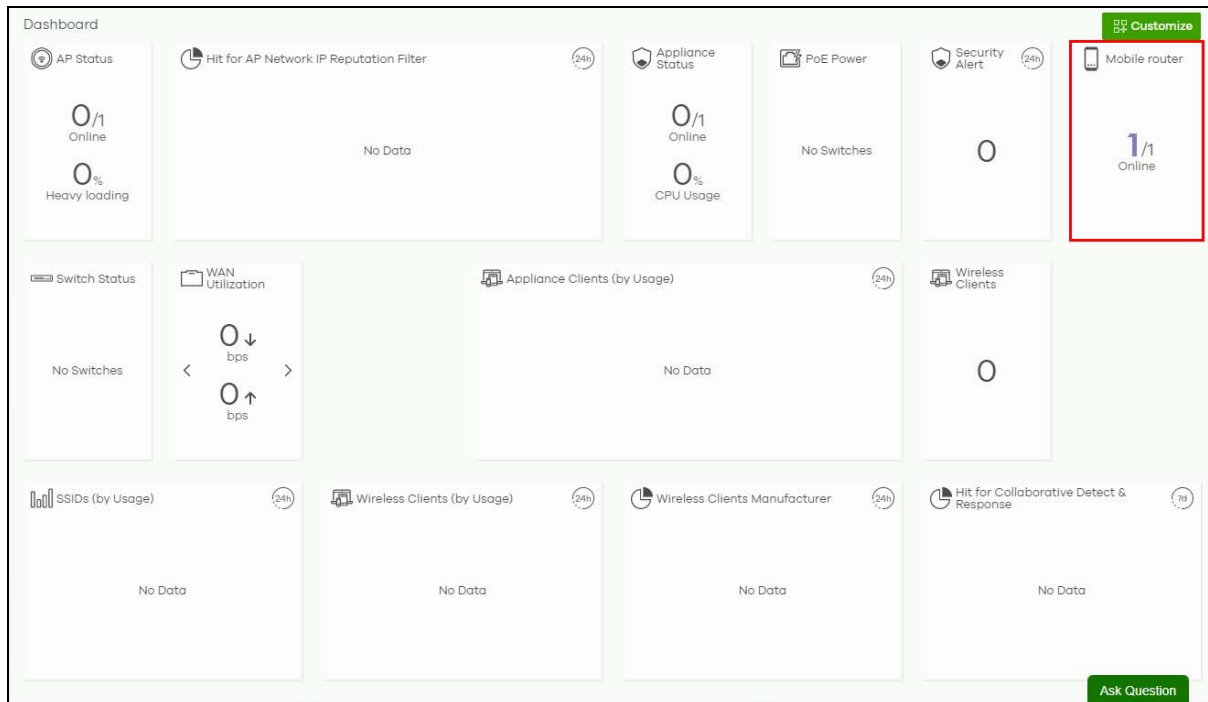 Dashboard
Customize
AP Status
0/1
Online
0%
Heavy loading
Hit for AP Network IP Reputation Filter
24h
No Data
Appliance
Status
0/1
Online
0%
CPU Usage
PoE Power
No Switches
Security
Alert
24h
0
Mobile router
1/1
Online
Switch Status
No Switches
WAN
Utilization
0
bps
0
bps
Appliance Clients (by Usage)
24h
No Data
Wireless
Clients
0
SSIDs (by Usage)
24h
No Data
Wireless Clients (by Usage)
24h
No Data
Wireless Clients Manufacturer
24h
No Data
Hit for Collaborative Detect &
Response
7d
No Data
Ask Question